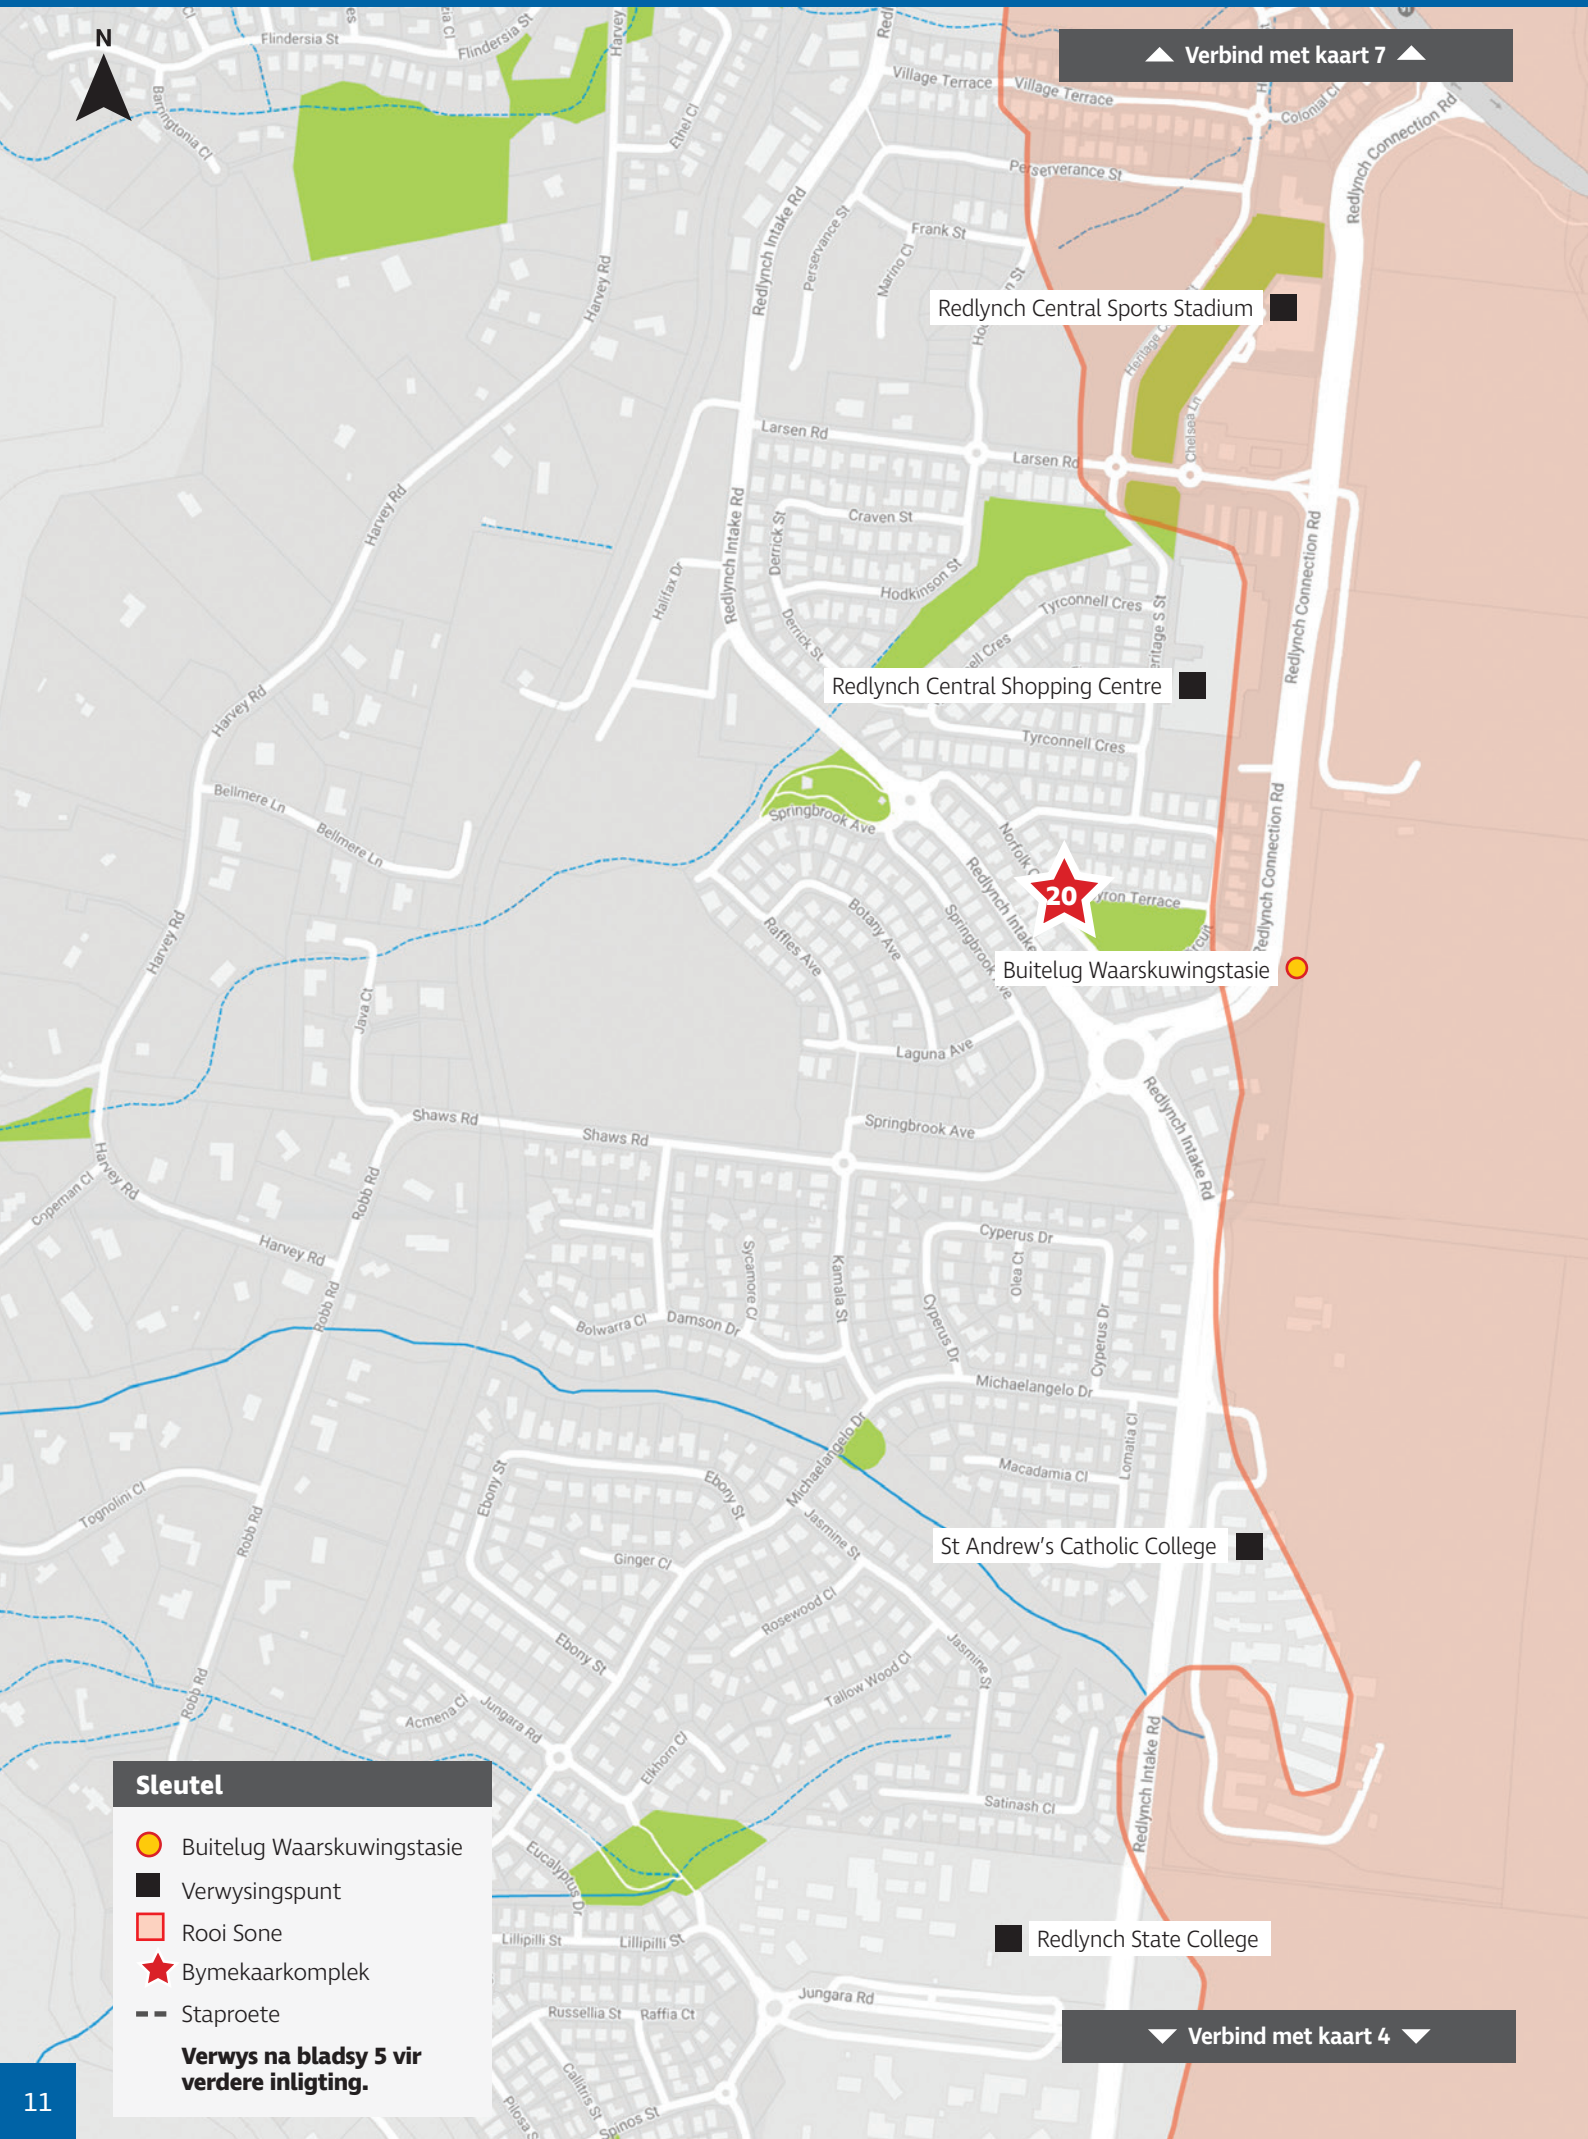 N
Verbind met kaart 7
Flindersia St
Flindersia St
Harvey
Barringtonia Cl
Ethel Cl
Village Terrace
Village Terrace
Colonial Cl
Redlynch Connection Rd
Perserverance St
Redlynch Intake Rd
Perservance St
Frank St
Marino Cl
Harvey Rd
Redlynch Central Sports Stadium
Chelsea Ln
Larsen Rd
Larsen Rd
Harvey Rd
Redlynch Intake Rd
Craven St
Derrick St
Redlynch Connection Rd
Halifax Dr
Hodkinson St
Tyrconnell Cres
Derrick St
Redlynch Central Shopping Centre
Harvey Rd
Tyrconnell Cres
Bellmere Ln
Bellmere Ln
Springbrook Ave
Redlynch Connection Rd
20
Harvey Rd
Raffles Ave
Botany Ave
Redlynch Intake
Buitelug Waarskuwingstasie
Java Ct
Laguna Ave
Shaws Rd
Shaws Rd
Springbrook Ave
Redlynch Intake Rd
Harvey Rd
Copeman Cl
Robb Rd
Harvey Rd
Cyperus Dr
Olea Ct
Sycamore Cl
Kamala St
Robb Rd
Bolwarra Cl
Damson Dr
Cyperus Dr
Cyperus Dr
Michaelangelo Dr
Michaelangelo Dr
Lomatia Cl
Macadamia Cl
Ebony St
Ebony St
Tognolini Cl
Robb Rd
Jasmine St
Ginger Cl
St Andrew's Catholic College
Rosewood Cl
Ebony St
Jasmine St
Tallow Wood Cl
Robb Rd
Acmena Cl
Jungara Rd
Elkhorn Cl
Redlynch Intake Rd
Satinash Cl
Eucalyptus Dr
Lillipilli St
Lillipilli St
Redlynch State College
Jungara Rd
Russellia St
Raffia Ct
Callitris St
Spinos St
Pilosa S
Verbind met kaart 4
Sleutel
Buitelug Waarskuwingstasie
Verwysingspunt
Rooi Sone
Bymekaarkomplek
Staproete
Verwys na bladsy 5 vir
verdere inligting.
11